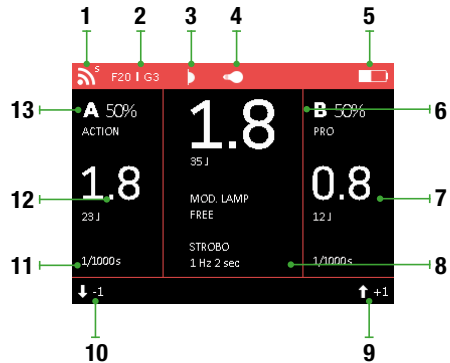 1 2 3 4 5
S F20 I G3
13 A 50% 1.8 B 50% 6
ACTION 35 J PRO
12 1.8 MOD. LAMP 0.8 7
23 J FREE 12 J
STROBO
11 1/1000 s 1 Hz 2 sec 1/1000 s 8
-1 +1
10 9